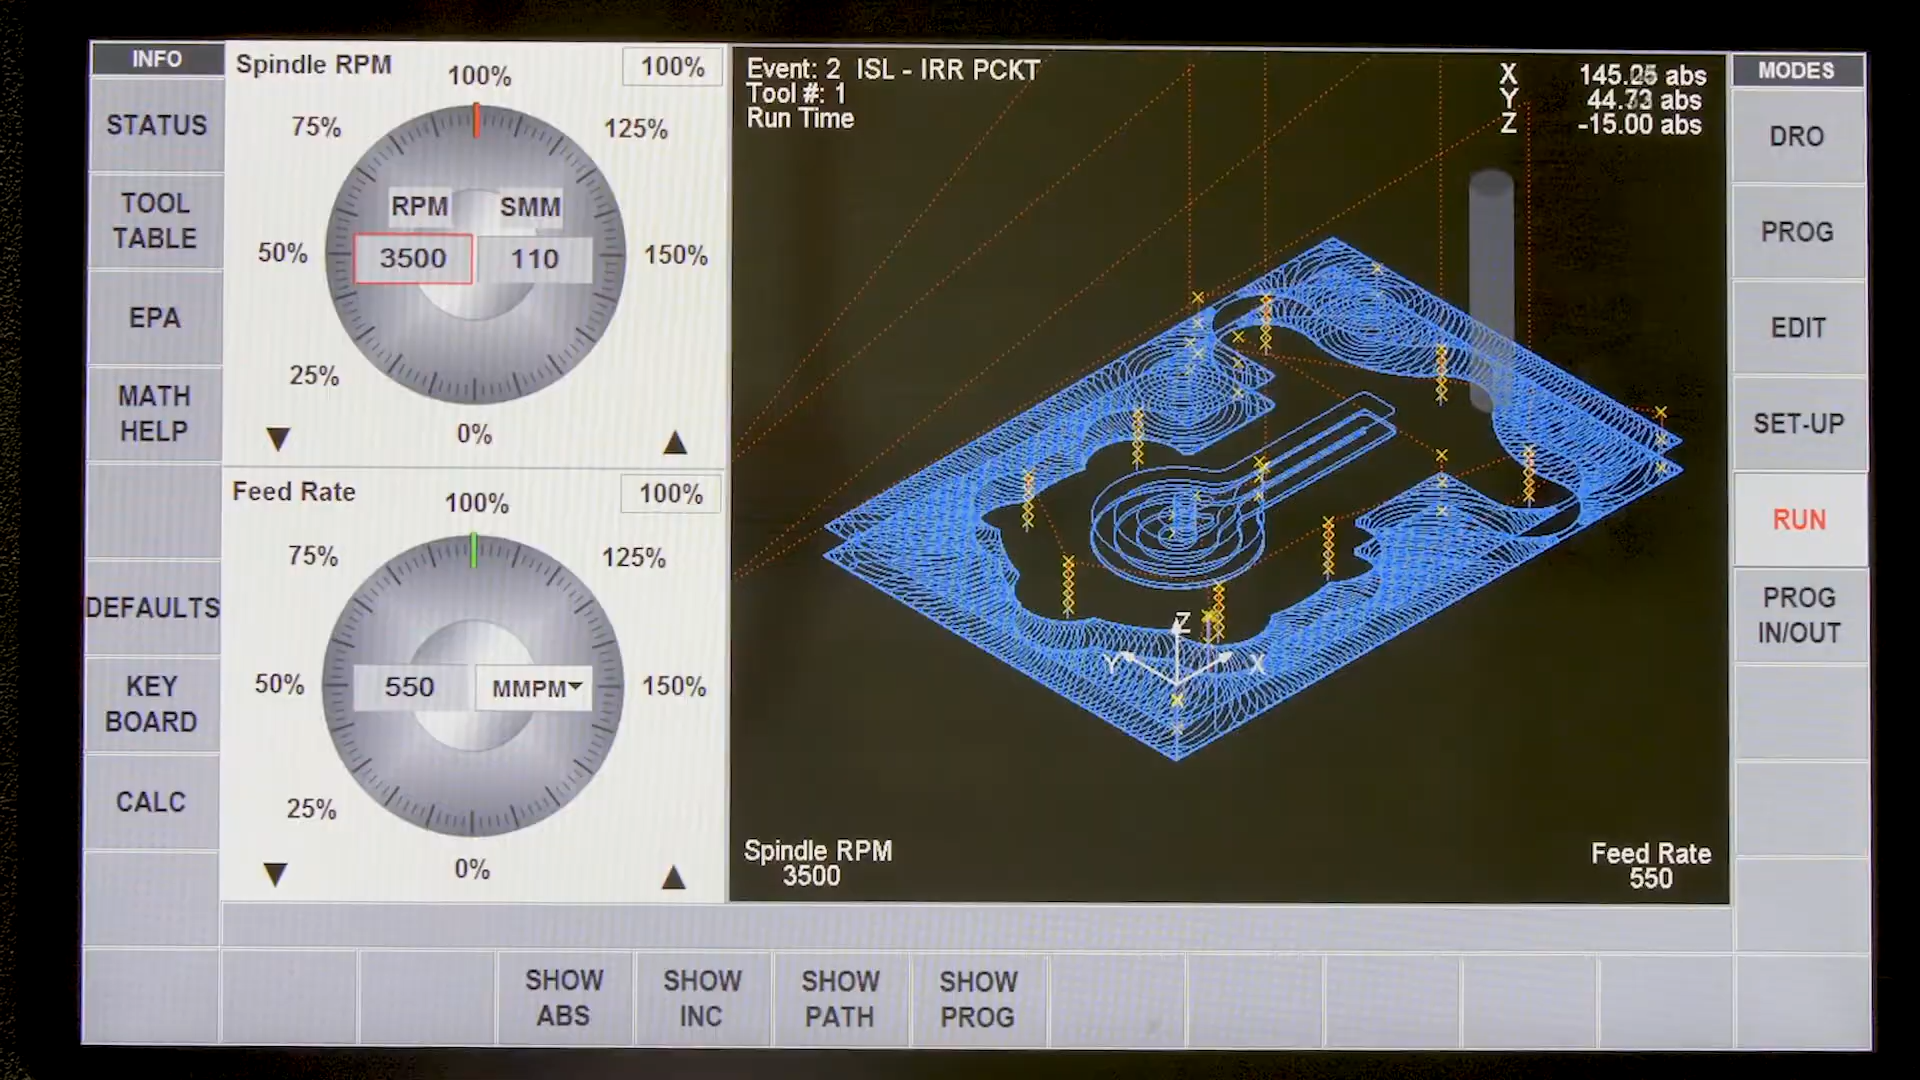 INFO
STATUS
TOOL
TABLE
EPA
MATH
HELP
DEFAULTS
KEY
BOARD
CALC
Spindle RPM
100%
100%
75%
125%
RPM
SMM
50%
3500
110
150%
25%
0%
Feed Rate
100%
100%
75%
125%
50%
550
MMPM
150%
25%
0%
Event: 2 ISL - IRR PCKT
Tool #: 1
Run Time
X
abs
Y 44.73 abs
Z -15.00 abs
Z
Y
X
Spindle RPM
3500
Feed Rate
550
MODES
DRO
PROG
EDIT
SET-UP
RUN
PROG
IN/OUT
SHOW
ABS
SHOW
INC
SHOW
PATH
SHOW
PROG